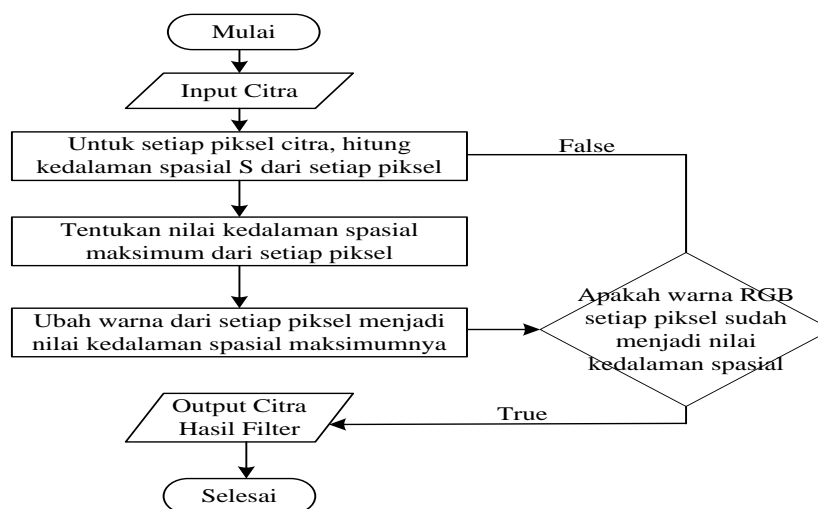 Mulai
Input Citra
Untuk setiap piksel citra, hitung
kedalaman spasial S dari setiap piksel
False
Tentukan nilai kedalaman spasial
maksimum dari setiap piksel
Ubah warna dari setiap piksel menjadi
nilai kedalaman spasial maksimumnya
Apakah warna RGB
setiap piksel sudah
menjadi nilai
kedalaman spasial
True
Output Citra
Hasil Filter
Selesai